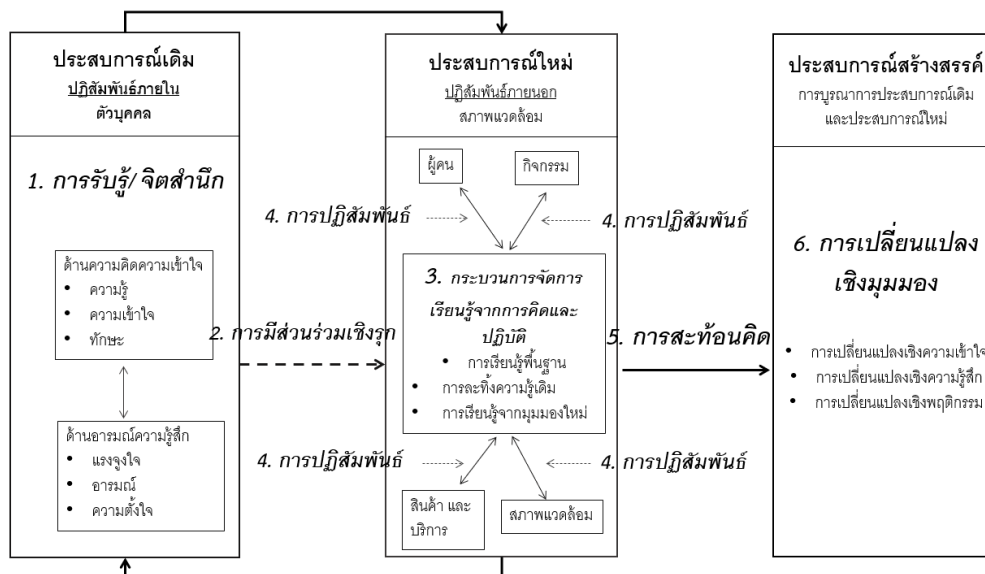 ประสบการณ์เดิม
ปฏิสัมพันธ์ภายใน
ตัวบุคคล
1. การรับรู้/ จิตสำนึก
ด้านความคิดความเข้าใจ
• ความรู้
• ความเข้าใจ
• ทักษะ
ด้านอารมณ์ความรู้สึก
• แรงจูงใจ
• อารมณ์
• ความตั้งใจ
2. การมีส่วนร่วมเชิงรุก
ประสบการณ์ใหม่
ปฏิสัมพันธ์ภายนอก
สภาพแวดล้อม
ผู้คน
กิจกรรม
4. การปฏิสัมพันธ์
4. การปฏิสัมพันธ์
3. กระบวนการจัดการ
เรียนรู้จากการคิดและ
ปฏิบัติ
• การเรียนรู้พื้นฐาน
• การละทิ้งความรู้เดิม
• การเรียนรู้จากมุมมองใหม่
4. การปฏิสัมพันธ์
4. การปฏิสัมพันธ์
สินค้า และ
บริการ
สภาพแวดล้อม
5. การสะท้อนคิด
ประสบการณ์สร้างสรรค์
การบูรณาการประสบการณ์เดิม
และประสบการณ์ใหม่
6. การเปลี่ยนแปลง
เชิงมุมมอง
• การเปลี่ยนแปลงเชิงความเข้าใจ
• การเปลี่ยนแปลงเชิงความรู้สึก
• การเปลี่ยนแปลงเชิงพฤติกรรม